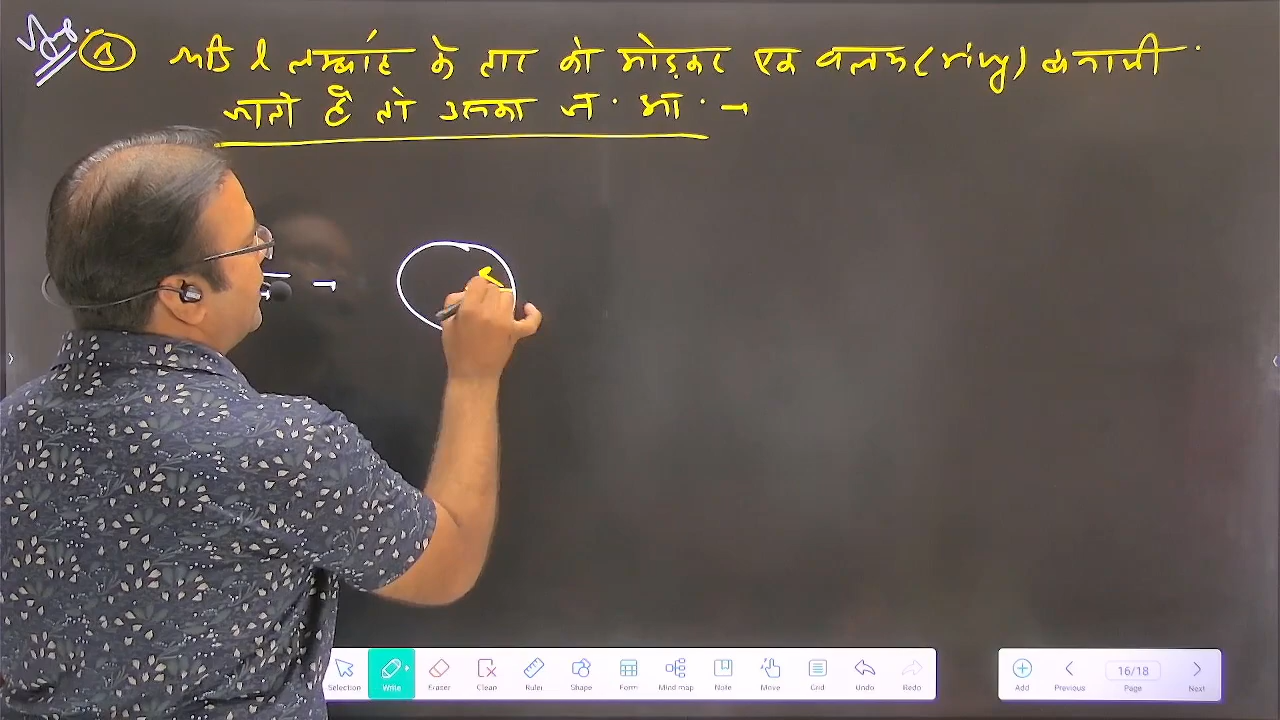 ③ यदि l लम्बाई के तार को मोड़कर एक वलय (ring) बनायी
जाती है तो उसका ज. आ. →
Selection Write Eraser Clean Ruler Shape Form Mind map Note Move Grid Undo Redo
Add Previous 16/18 Page Next